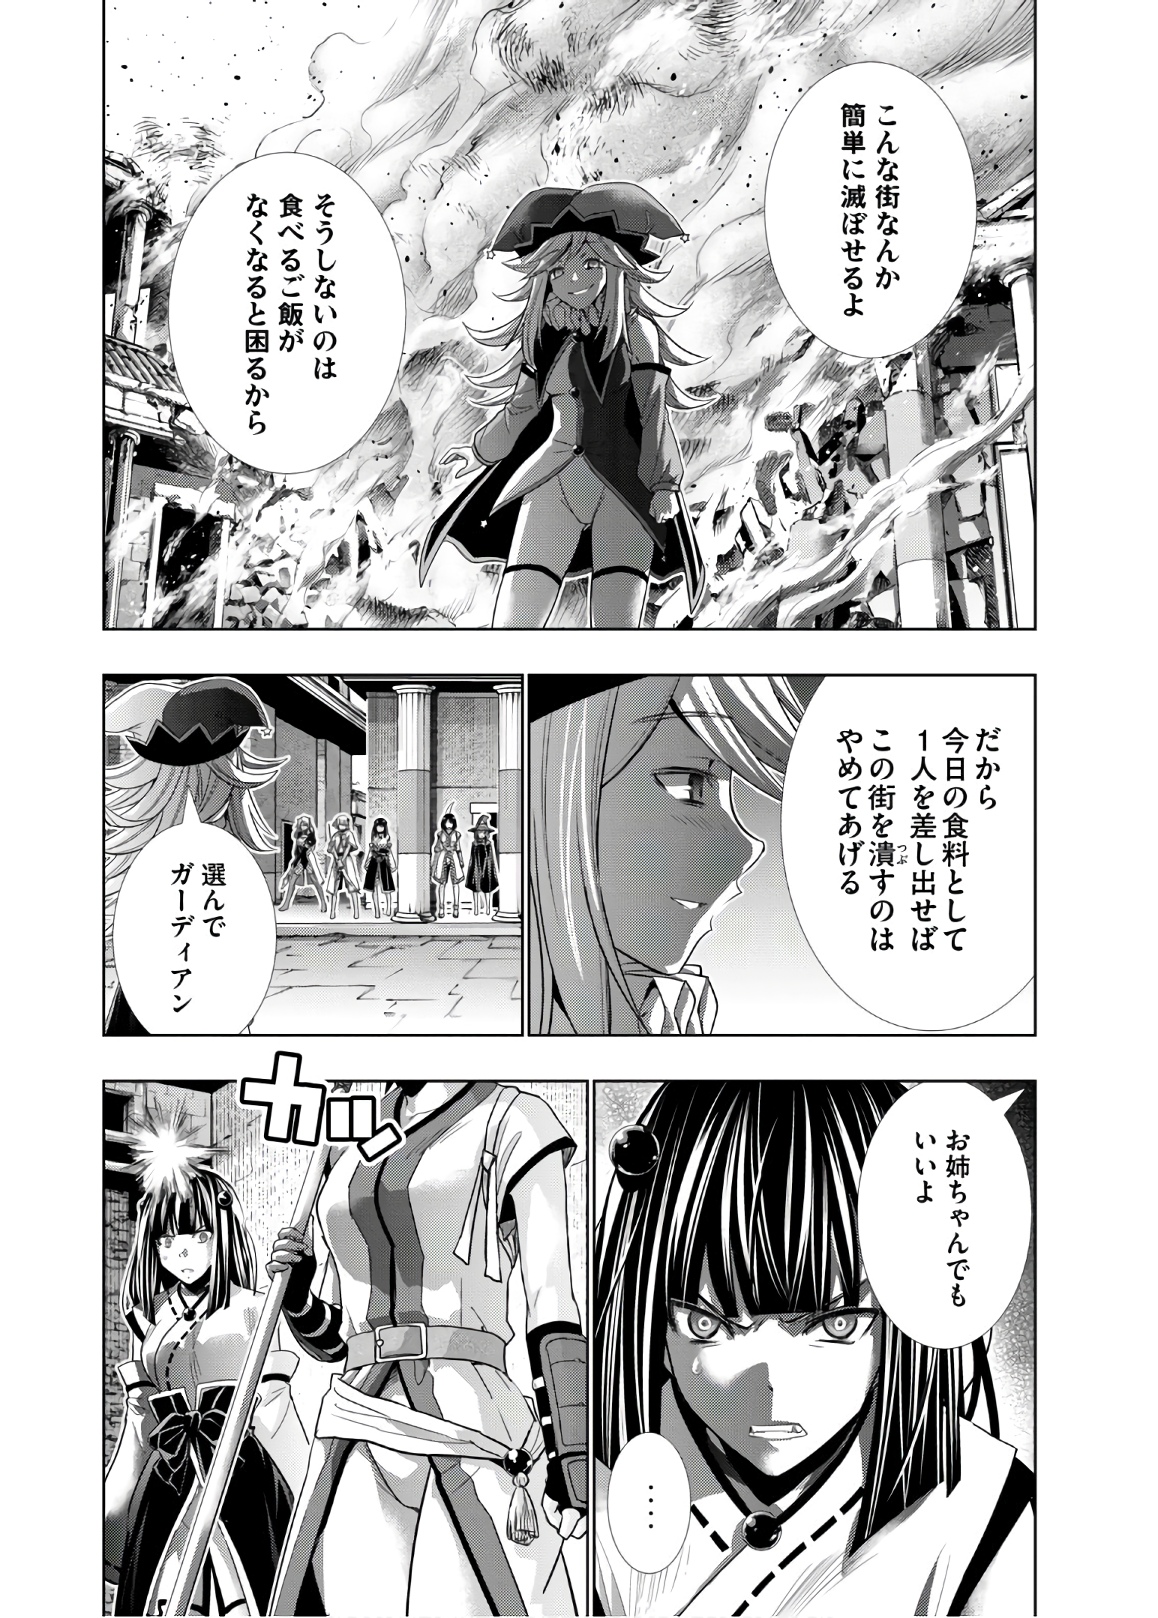 こんな街なんか
簡単に滅ぼせるよ
そうしないのは
食べるご飯が
なくなると困るから
だから
今日の食料として
1人を差し出せば
この街を潰すのは
つぶ
やめてあげる
選んで
ガーディアン
お姉ちゃんでも
いいよ
・・・・
カッ